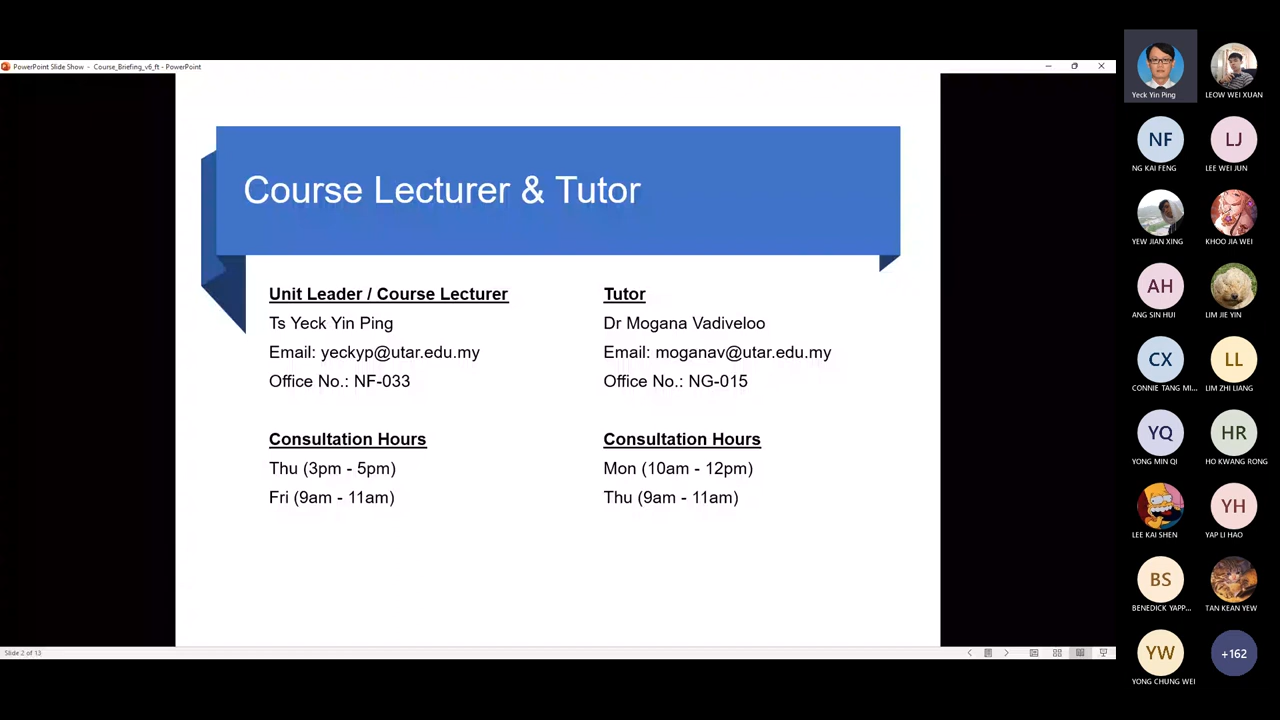 PowerPoint Slide Show - Course_Briefing_v6_ft - PowerPoint
Course Lecturer & Tutor
Unit Leader / Course Lecturer
Ts Yeck Yin Ping
Email: yeckyp@utar.edu.my
Office No.: NF-033
Consultation Hours
Thu (3pm - 5pm)
Fri (9am - 11am)
Tutor
Dr Mogana Vadiveloo
Email: moganav@utar.edu.my
Office No.: NG-015
Consultation Hours
Mon (10am - 12pm)
Thu (9am - 11am)
Slide 2 of 13
Yeck Yin Ping
LEOW WEI XUAN
NF
NG KAI FENG
LJ
LEE WEI JUN
YEW JIAN XING
KHOO JIA WEI
AH
ANG SIN HUI
LIM JIE YIN
CX
CONNIE TANG MI...
LL
LIM ZHI LIANG
YQ
YONG MIN QI
HR
HO KWANG RONG
LEE KAI SHEN
YH
YAP LI HAO
BS
BENEDICK YAPP...
TAN KEAN YEW
YW
YONG CHUNG WEI
+162